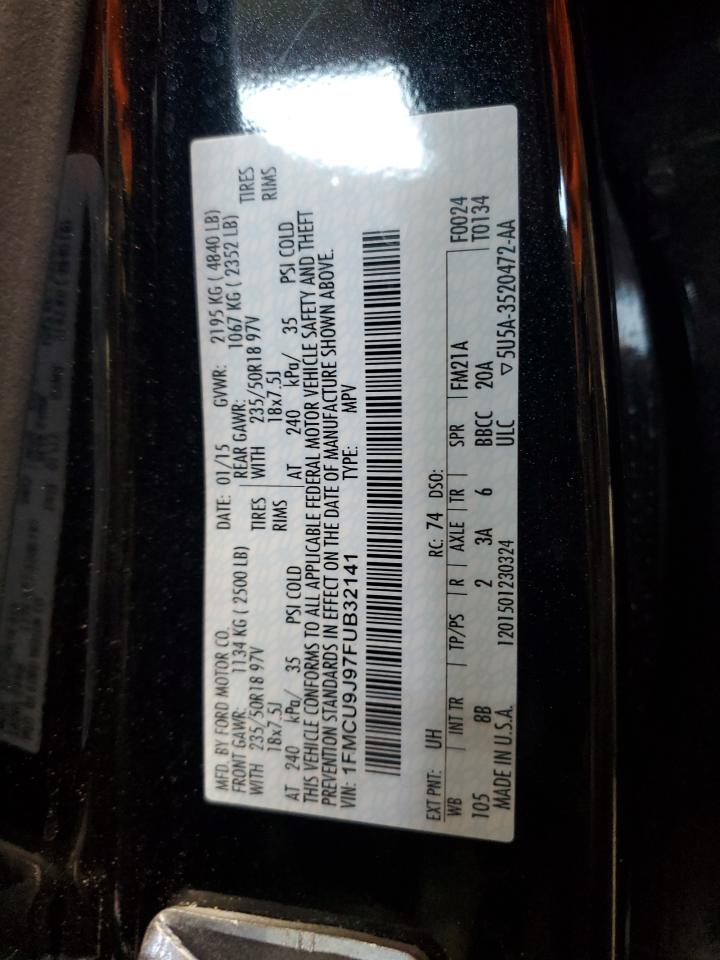 MFD. BY FORD MOTOR CO.
DATE: 01/15 GVWR: 2195 KG ( 4840 LB)
FRONT GAWR: 1134 KG ( 2500 LB)
REAR GAWR: 1067 KG ( 2352 LB)
WITH 235/50R18 97V TIRES
WITH 235/50R18 97V TIRES
18x7.5J RIMS
18x7.5J RIMS
AT 240 kPa/ 35 PSI COLD
AT 240 kPa/ 35 PSI COLD
THIS VEHICLE CONFORMS TO ALL APPLICABLE FEDERAL MOTOR VEHICLE SAFETY AND THEFT
PREVENTION STANDARDS IN EFFECT ON THE DATE OF MANUFACTURE SHOWN ABOVE.
VIN: 1FMCU9J97FUB32141 TYPE: MPV
EXT PNT: UH RC: 74 DSO: FM21A F0024
WB INT TR TP/PS R AXLE TR SPR T0134
105 8B 2 3A 6 BBCC 20A
MADE IN U.S.A. 1201501230324 ULC ▽5U5A-3520472-AA